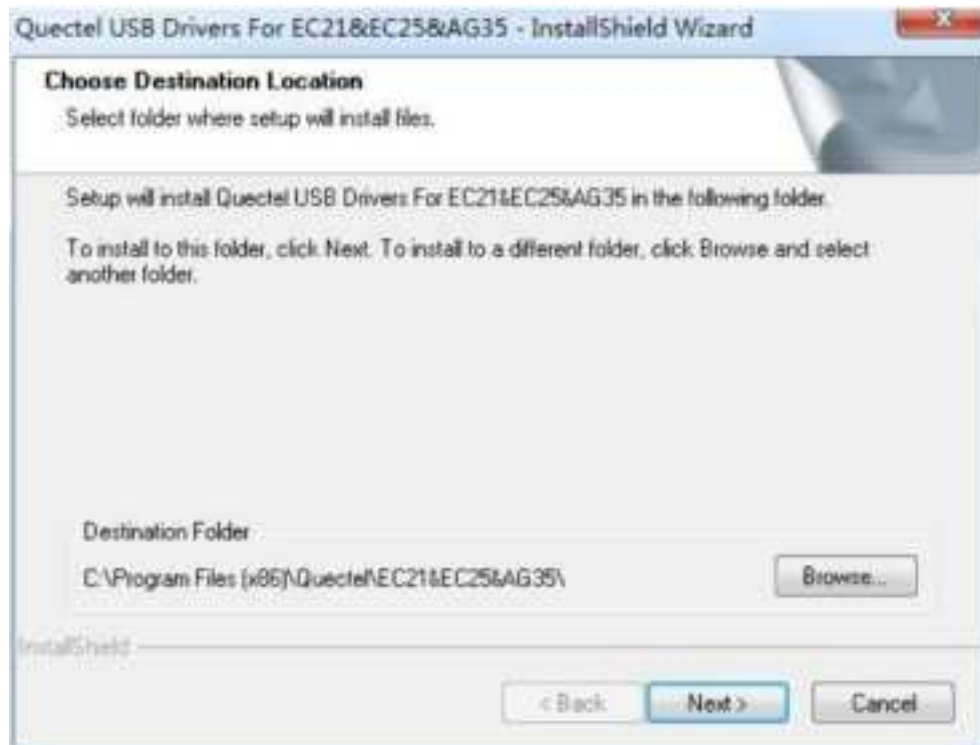 Quectel USB Drivers For EC21&EC25&AG35 - InstallShield Wizard
Choose Destination Location
Select folder where setup will install files.
Setup will install Quectel USB Drivers For EC21&EC25&AG35 in the following folder.
To install to this folder, click Next. To install to a different folder, click Browse and select
another folder.
Destination Folder
C:\Program Files (x86)\Quectel\EC21&EC25&AG35\
Browse...
InstallShield
< Back
Next >
Cancel